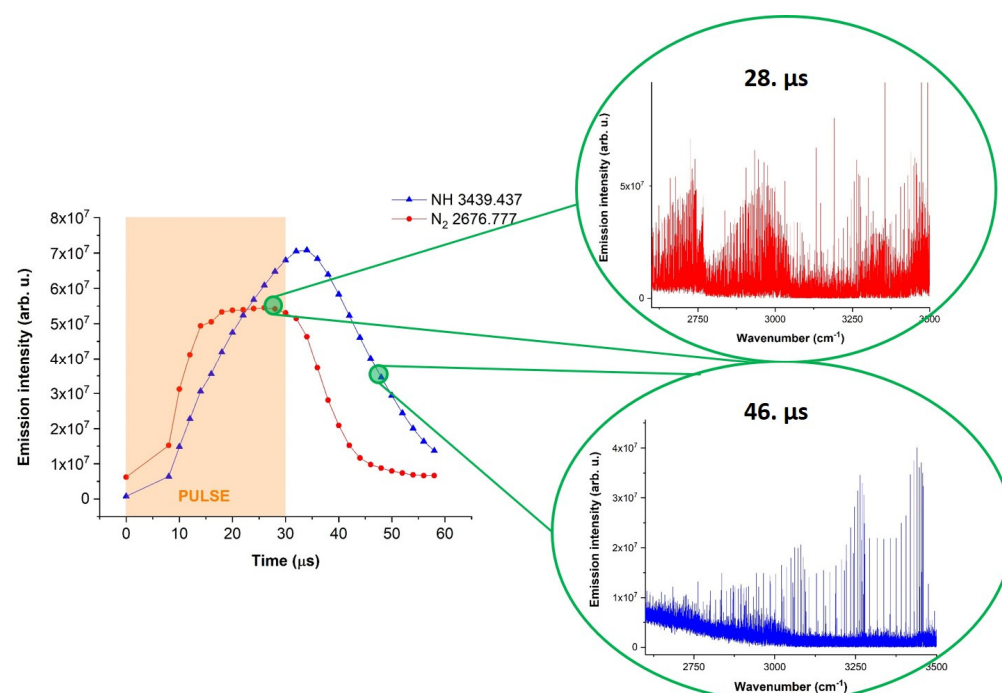 28. μs
Emission intensity (arb. u.)
5x10⁷
0
2750
3000
3250
3500
Wavenumber (cm⁻¹)
NH 3439.437
N₂ 2676.777
Emission intensity (arb. u.)
8x10⁷
7x10⁷
6x10⁷
5x10⁷
4x10⁷
3x10⁷
2x10⁷
1x10⁷
0
PULSE
0
10
20
30
40
50
60
Time (μs)
46. μs
Emission intensity (arb. u.)
4x10⁷
3x10⁷
2x10⁷
1x10⁷
0
2750
3000
3250
3500
Wavenumber (cm⁻¹)